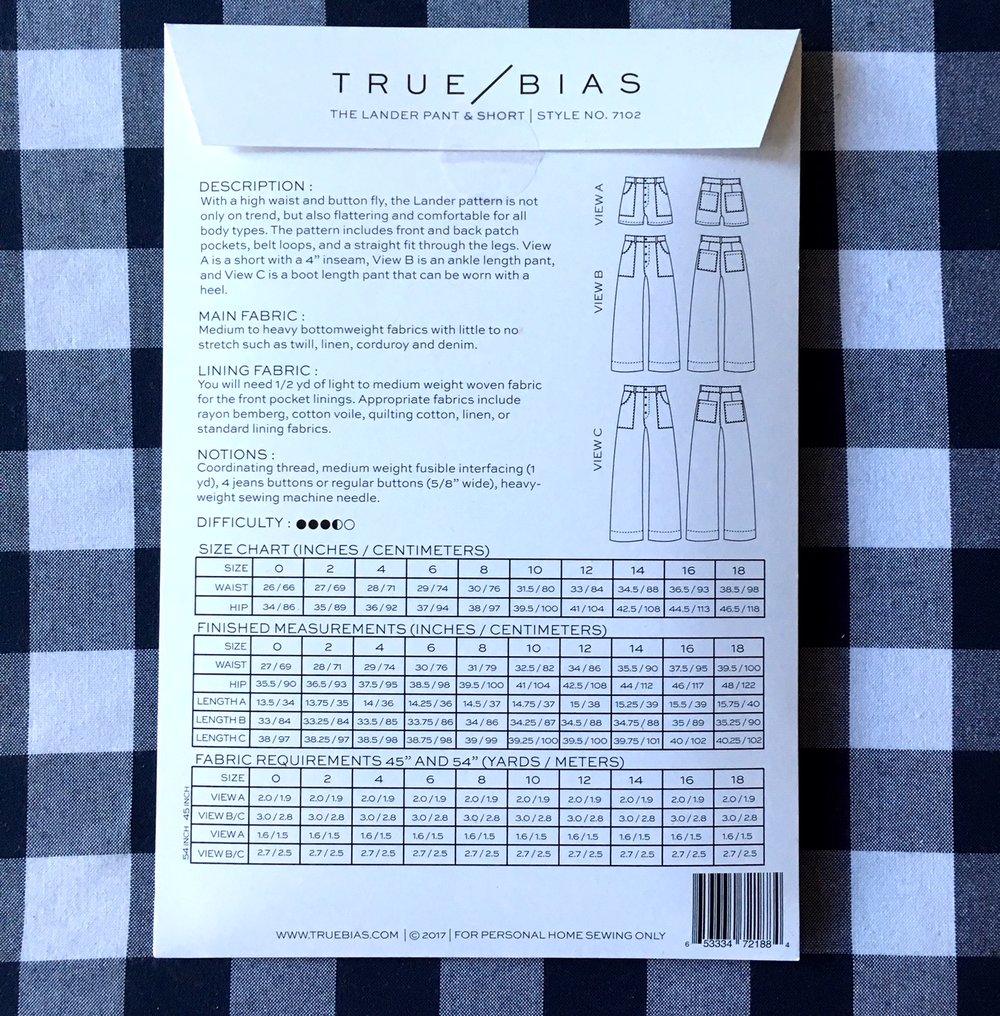 TRUE/BIAS
THE LANDER PANT & SHORT | STYLE NO. 7102
DESCRIPTION :
With a high waist and button fly, the Lander pattern is not
only on trend, but also flattering and comfortable for all
body types. The pattern includes front and back patch
pockets, belt loops, and a straight fit through the legs. View
A is a short with a 4" inseam, View B is an ankle length pant,
and View C is a boot length pant that can be worn with a
heel.
MAIN FABRIC :
Medium to heavy bottomweight fabrics with little to no
stretch such as twill, linen, corduroy and denim.
LINING FABRIC :
You will need 1/2 yd of light to medium weight woven fabric
for the front pocket linings. Appropriate fabrics include
rayon bemberg, cotton voile, quilting cotton, linen, or
standard lining fabrics.
NOTIONS :
Coordinating thread, medium weight fusible interfacing (1
yd), 4 jeans buttons or regular buttons (5/8" wide), heavy-
weight sewing machine needle.
DIFFICULTY :
VIEW A
VIEW B
VIEW C
SIZE CHART (INCHES / CENTIMETERS)
SIZE 0 2 4 6 8 10 12 14 16 18
WAIST 26/66 27/69 28/71 29/74 30/76 31.5/80 33/84 34.5/88 36.5/93 38.5/98
HIP 34/86 35/89 36/92 37/94 38/97 39.5/100 41/104 42.5/108 44.5/113 46.5/118
FINISHED MEASUREMENTS (INCHES / CENTIMETERS)
SIZE 0 2 4 6 8 10 12 14 16 18
WAIST 27/69 28/71 29/74 30/76 31/79 32.5/82 34/86 35.5/90 37.5/95 39.5/100
HIP 35.5/90 36.5/93 37.5/95 38.5/98 39.5/100 41/104 42.5/108 44/112 46/117 48/122
LENGTH A 13.5/34 13.75/35 14/36 14.25/36 14.5/37 14.75/37 15/38 15.25/39 15.5/39 15.75/40
LENGTH B 33/84 33.25/84 33.5/85 33.75/86 34/86 34.25/87 34.5/88 34.75/88 35/89 35.25/90
LENGTH C 38/97 38.25/97 38.5/98 38.75/98 39/99 39.25/100 39.5/100 39.75/101 40/102 40.25/102
FABRIC REQUIREMENTS 45" AND 54" (YARDS / METERS)
SIZE 0 2 4 6 8 10 12 14 16 18
45 INCH
VIEW A 2.0/1.9 2.0/1.9 2.0/1.9 2.0/1.9 2.0/1.9 2.0/1.9 2.0/1.9 2.0/1.9 2.0/1.9 2.0/1.9
VIEW B/C 3.0/2.8 3.0/2.8 3.0/2.8 3.0/2.8 3.0/2.8 3.0/2.8 3.0/2.8 3.0/2.8 3.0/2.8 3.0/2.8
54 INCH
VIEW A 1.6/1.5 1.6/1.5 1.6/1.5 1.6/1.5 1.6/1.5 1.6/1.5 1.6/1.5 1.6/1.5 1.6/1.5 1.6/1.5
VIEW B/C 2.7/2.5 2.7/2.5 2.7/2.5 2.7/2.5 2.7/2.5 2.7/2.5 2.7/2.5 2.7/2.5 2.7/2.5 2.7/2.5
WWW.TRUEBIAS.COM | © 2017 | FOR PERSONAL HOME SEWING ONLY
6 53334 72188 4